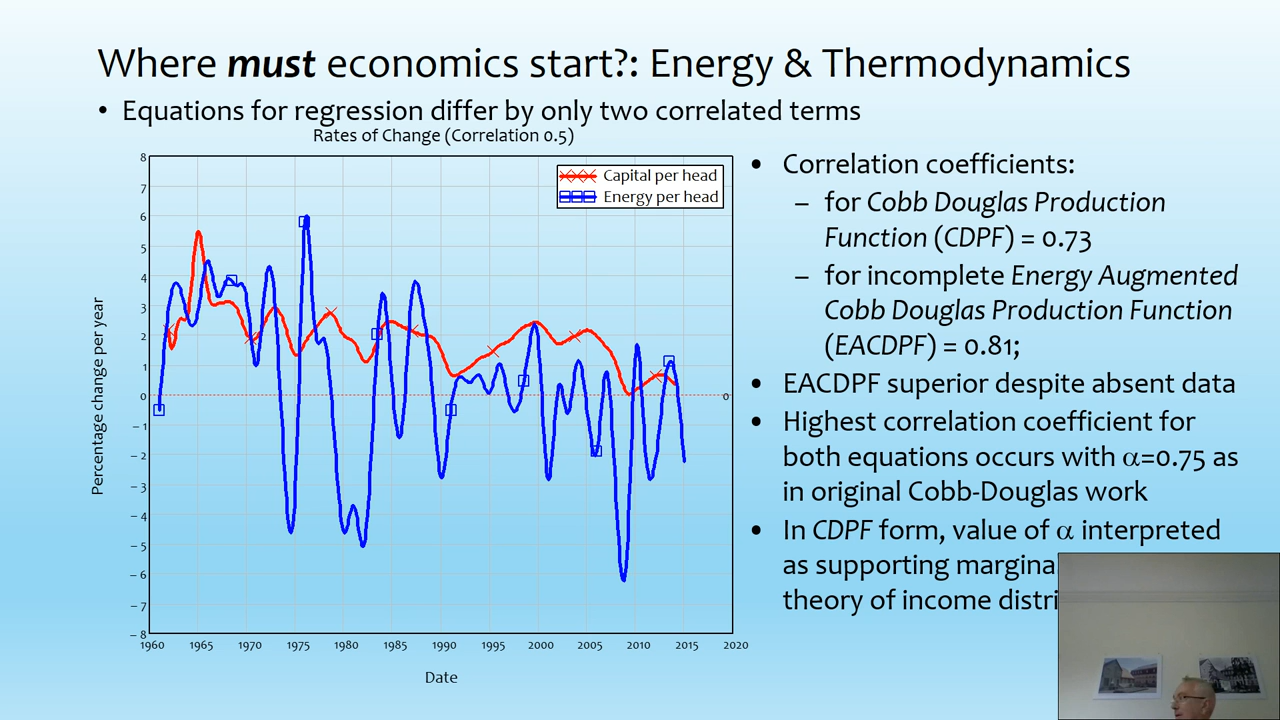 Where must economics start?: Energy & Thermodynamics
• Equations for regression differ by only two correlated terms
Rates of Change (Correlation 0.5)
Capital per head
Energy per head
Percentage change per year
8
7
6
5
4
3
2
1
0
– 1
– 2
– 3
– 4
– 5
– 6
– 7
– 8
0
1960 1965 1970 1975 1980 1985 1990 1995 2000 2005 2010 2015 2020
Date
• Correlation coefficients:
– for Cobb Douglas Production
Function (CDPF) = 0.73
– for incomplete Energy Augmented
Cobb Douglas Production Function
(EACDPF) = 0.81;
• EACDPF superior despite absent data
• Highest correlation coefficient for
both equations occurs with α=0.75 as
in original Cobb-Douglas work
• In CDPF form, value of α interpreted
as supporting margina
theory of income distri